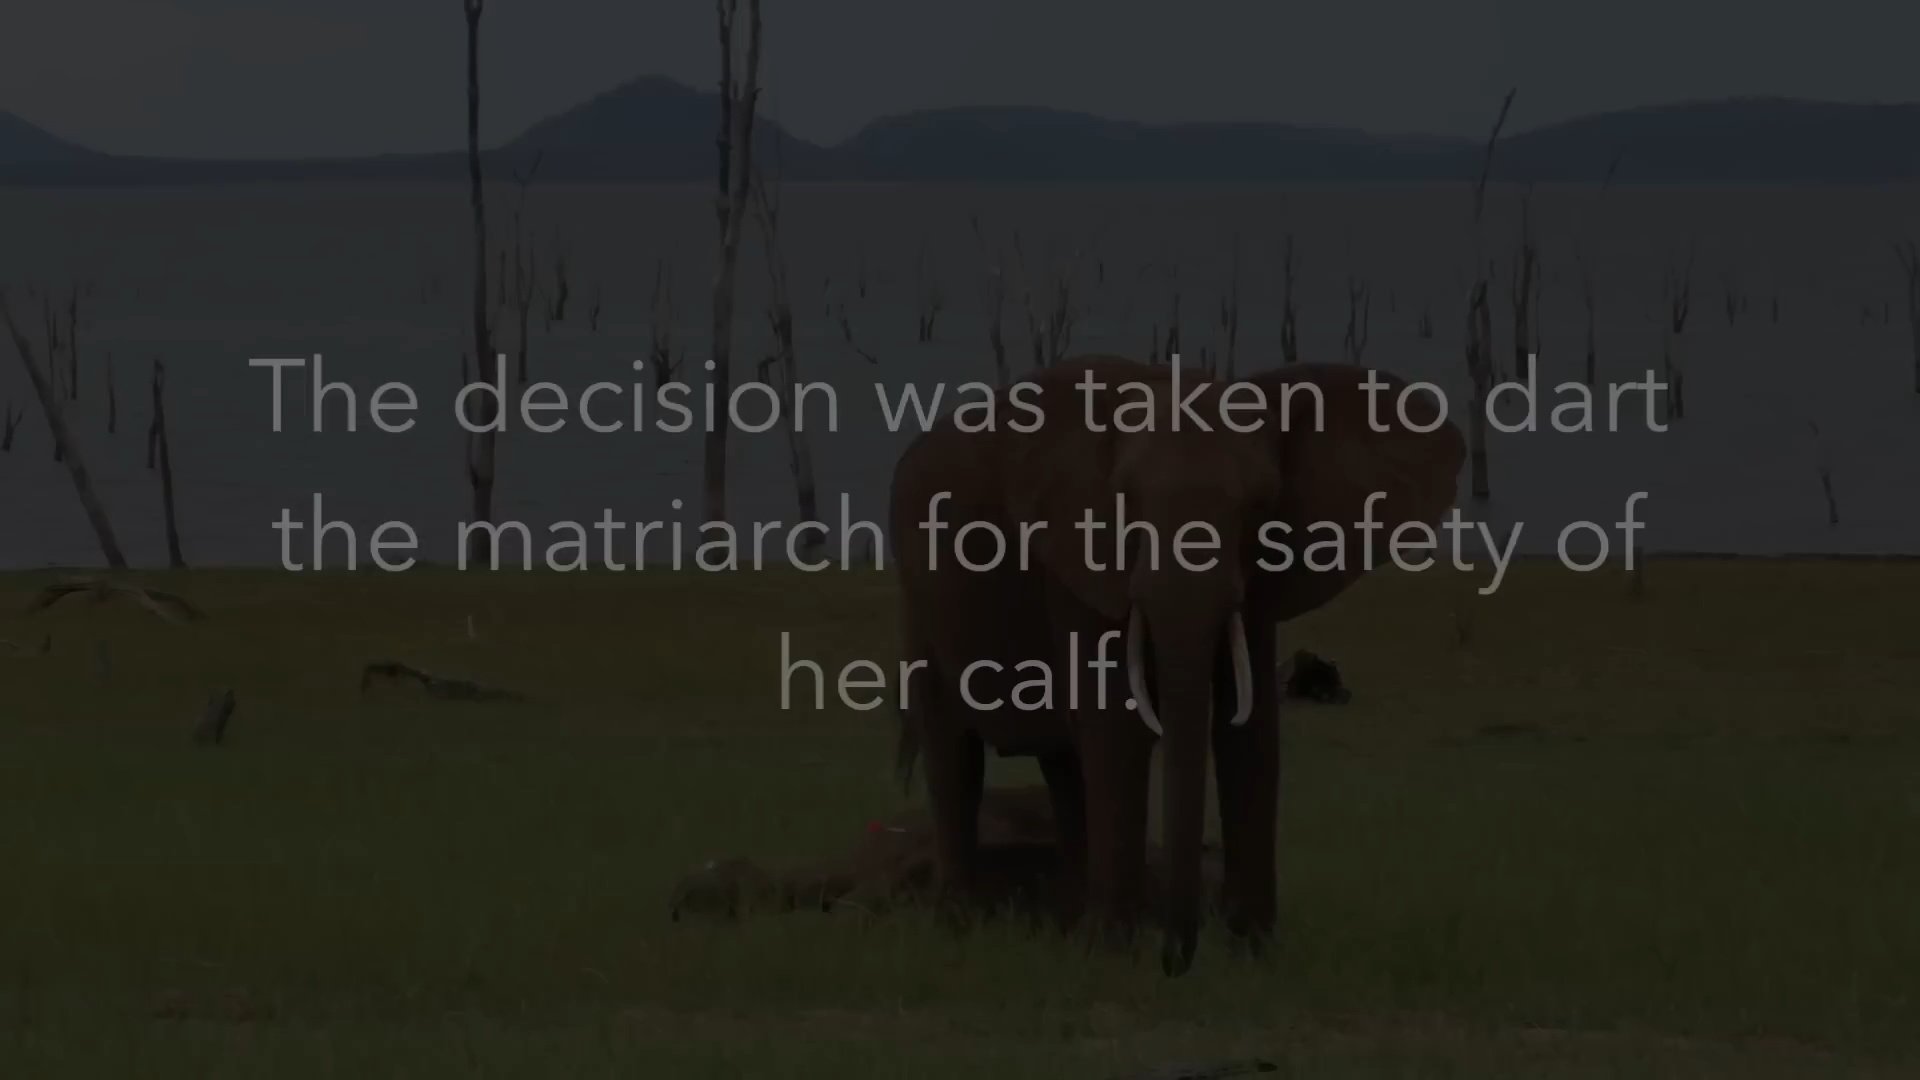 The decision was taken to dart
the matriarch for the safety of
her calf.